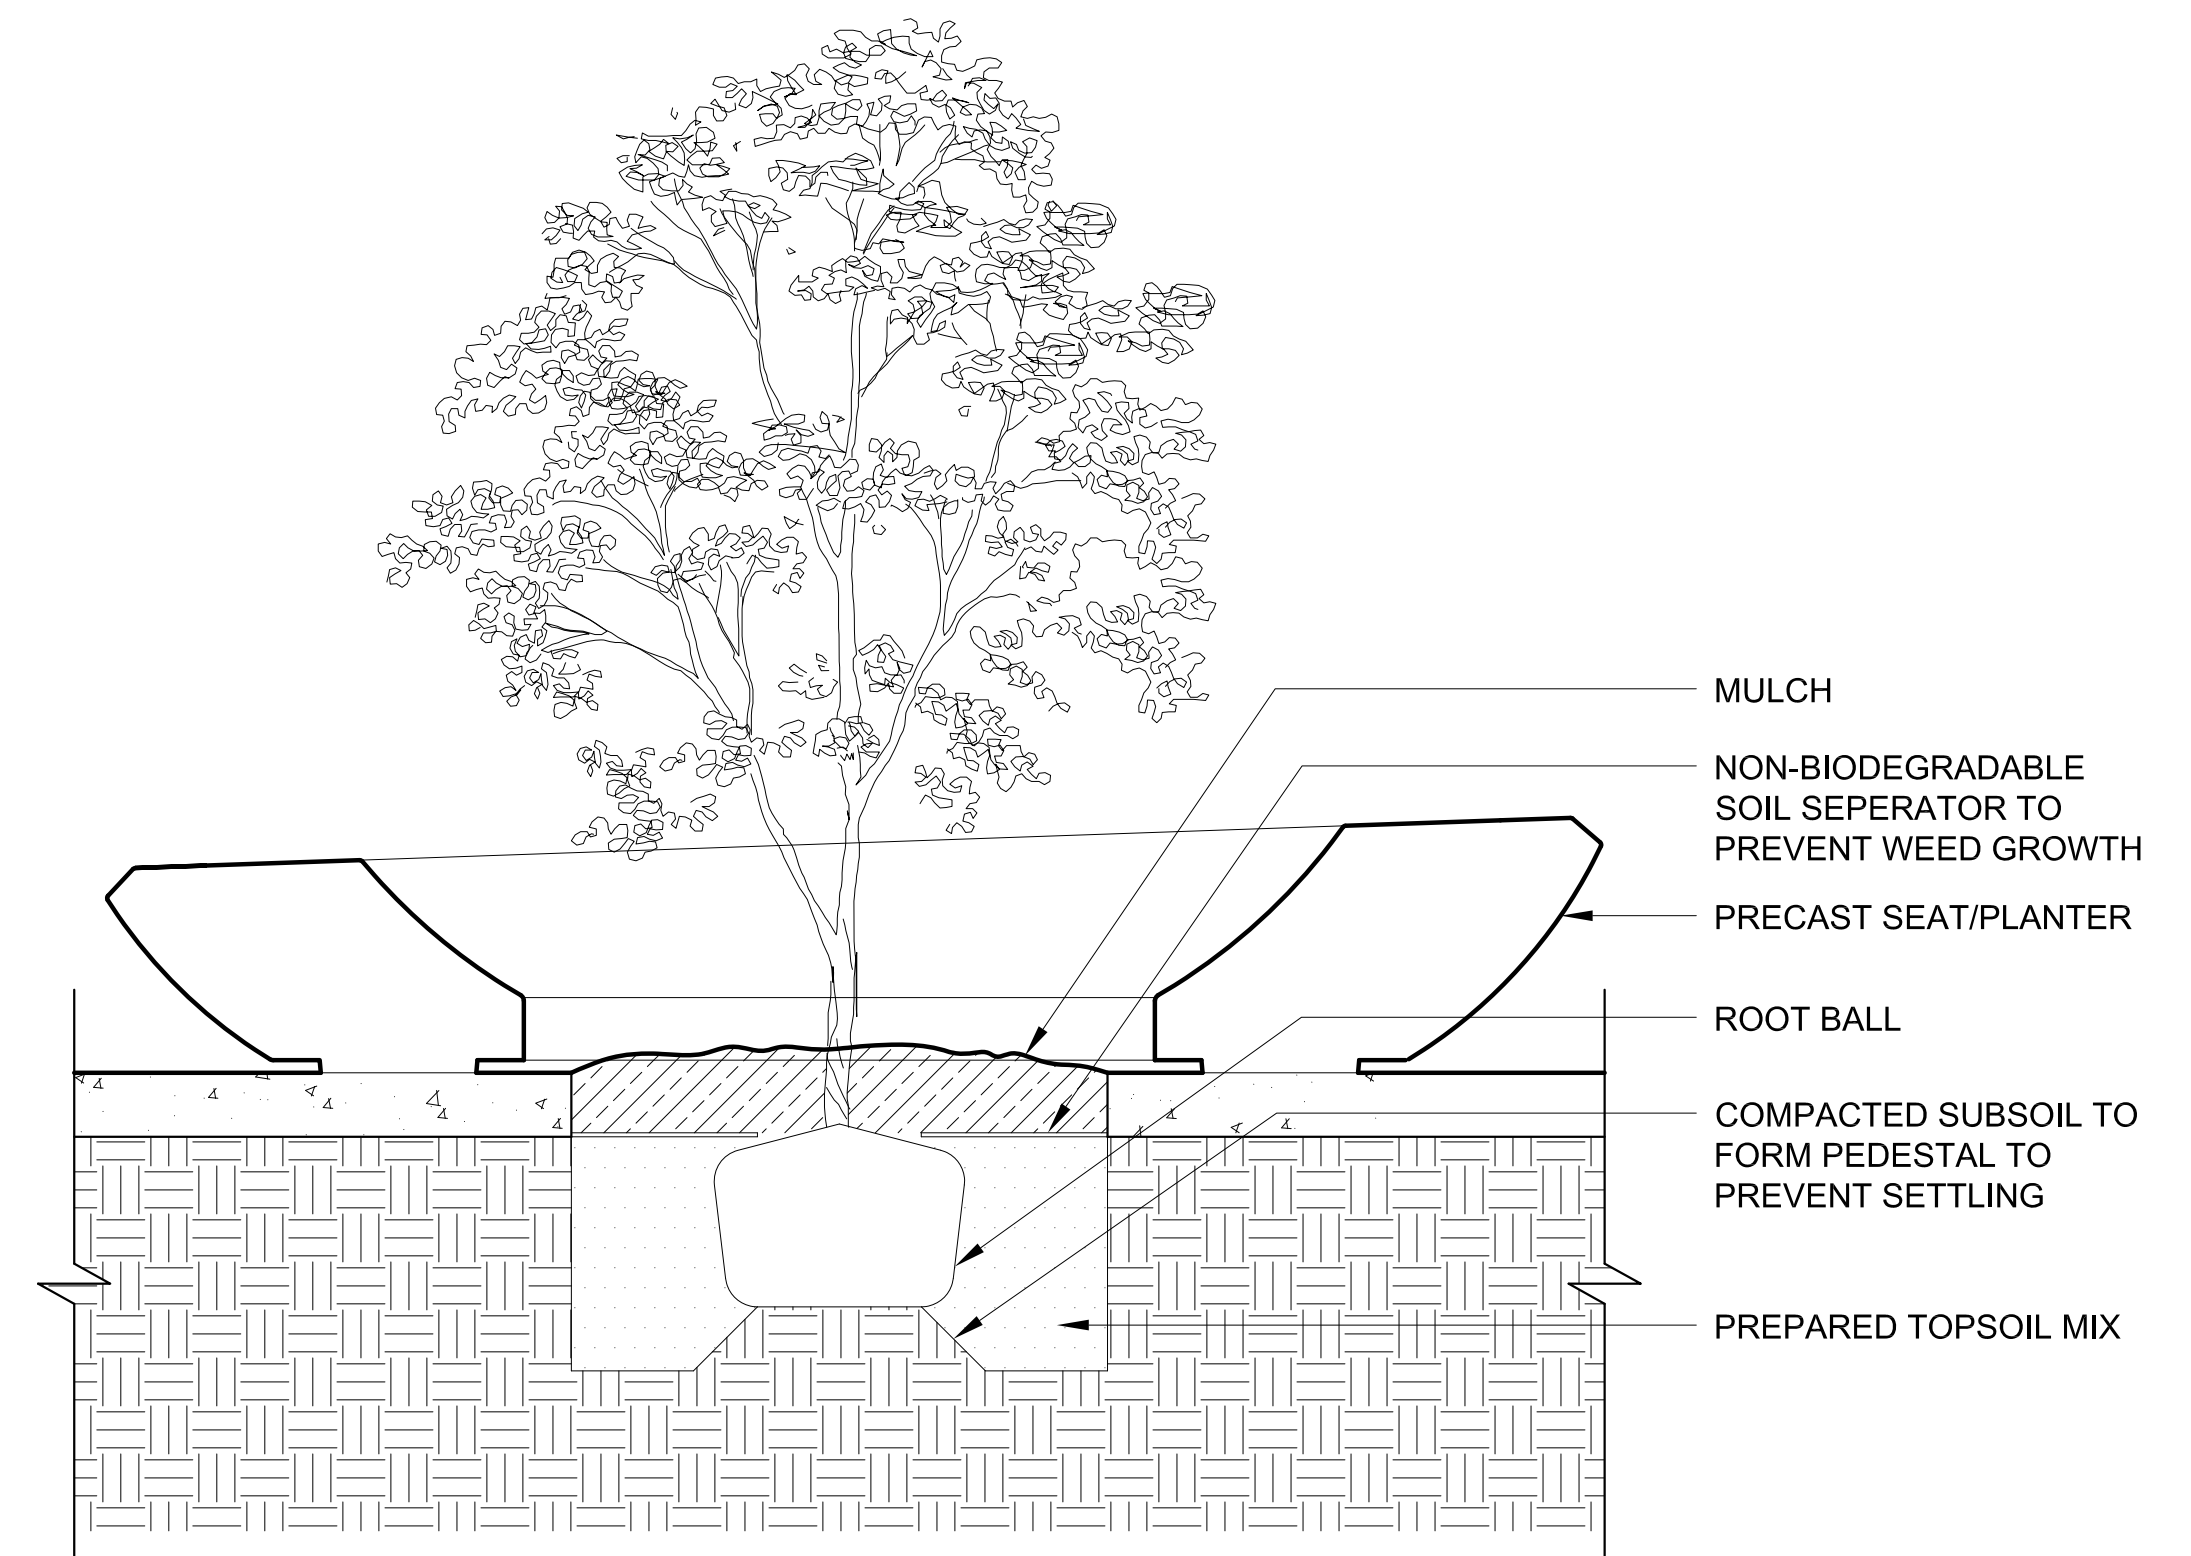 MULCH
NON-BIODEGRADABLE
SOIL SEPERATOR TO
PREVENT WEED GROWTH
PRECAST SEAT/PLANTER
ROOT BALL
COMPACTED SUBSOIL TO
FORM PEDESTAL TO
PREVENT SETTLING
PREPARED TOPSOIL MIX